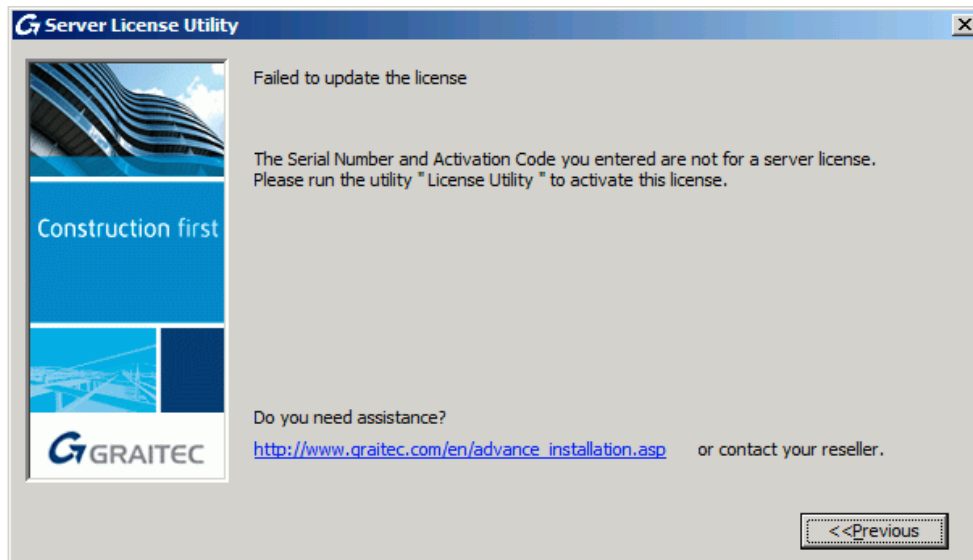 Server License Utility
Failed to update the license
The Serial Number and Activation Code you entered are not for a server license.
Please run the utility "License Utility " to activate this license.
Construction first
Do you need assistance?
http://www.graitec.com/en/advance_installation.asp or contact your reseller.
GRAITEC
<<Previous